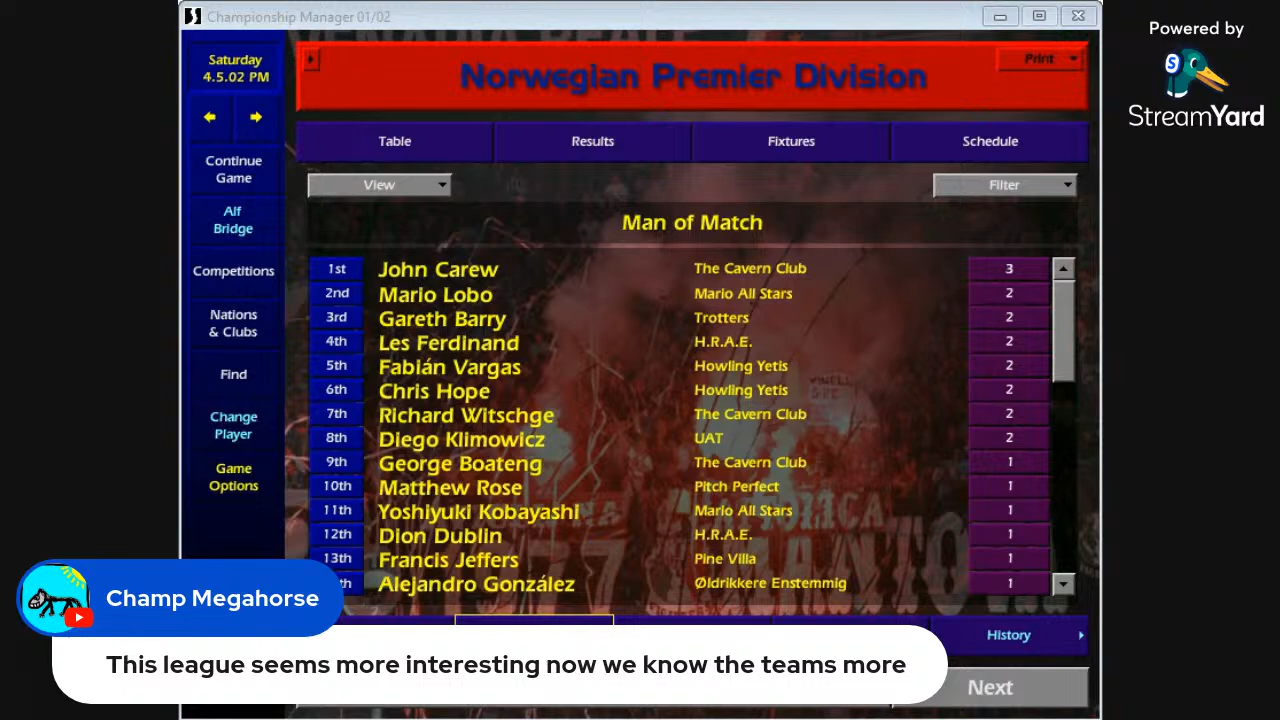 Championship Manager 01/02
Powered by
StreamYard
Saturday
4.5.02 PM
Continue
Game
Alf
Bridge
Competitions
Nations
& Clubs
Find
Change
Player
Game
Options
Norwegian Premier Division
Print
Table
Results
Fixtures
Schedule
View
Filter
Man of Match
1st John Carew The Cavern Club 3
2nd Mario Lobo Mario All Stars 2
3rd Gareth Barry Trotters 2
4th Les Ferdinand H.R.A.E. 2
5th Fabián Vargas Howling Yetis 2
6th Chris Hope Howling Yetis 2
7th Richard Witschge The Cavern Club 2
8th Diego Klimowicz UAT 2
9th George Boateng The Cavern Club 1
10th Matthew Rose Pitch Perfect 1
11th Yoshiyuki Kobayashi Mario All Stars 1
12th Dion Dublin H.R.A.E. 1
13th Francis Jeffers Pine Villa 1
Alejandro González Øldrikkere Enstemmig 1
History
Next
Champ Megahorse
This league seems more interesting now we know the teams more